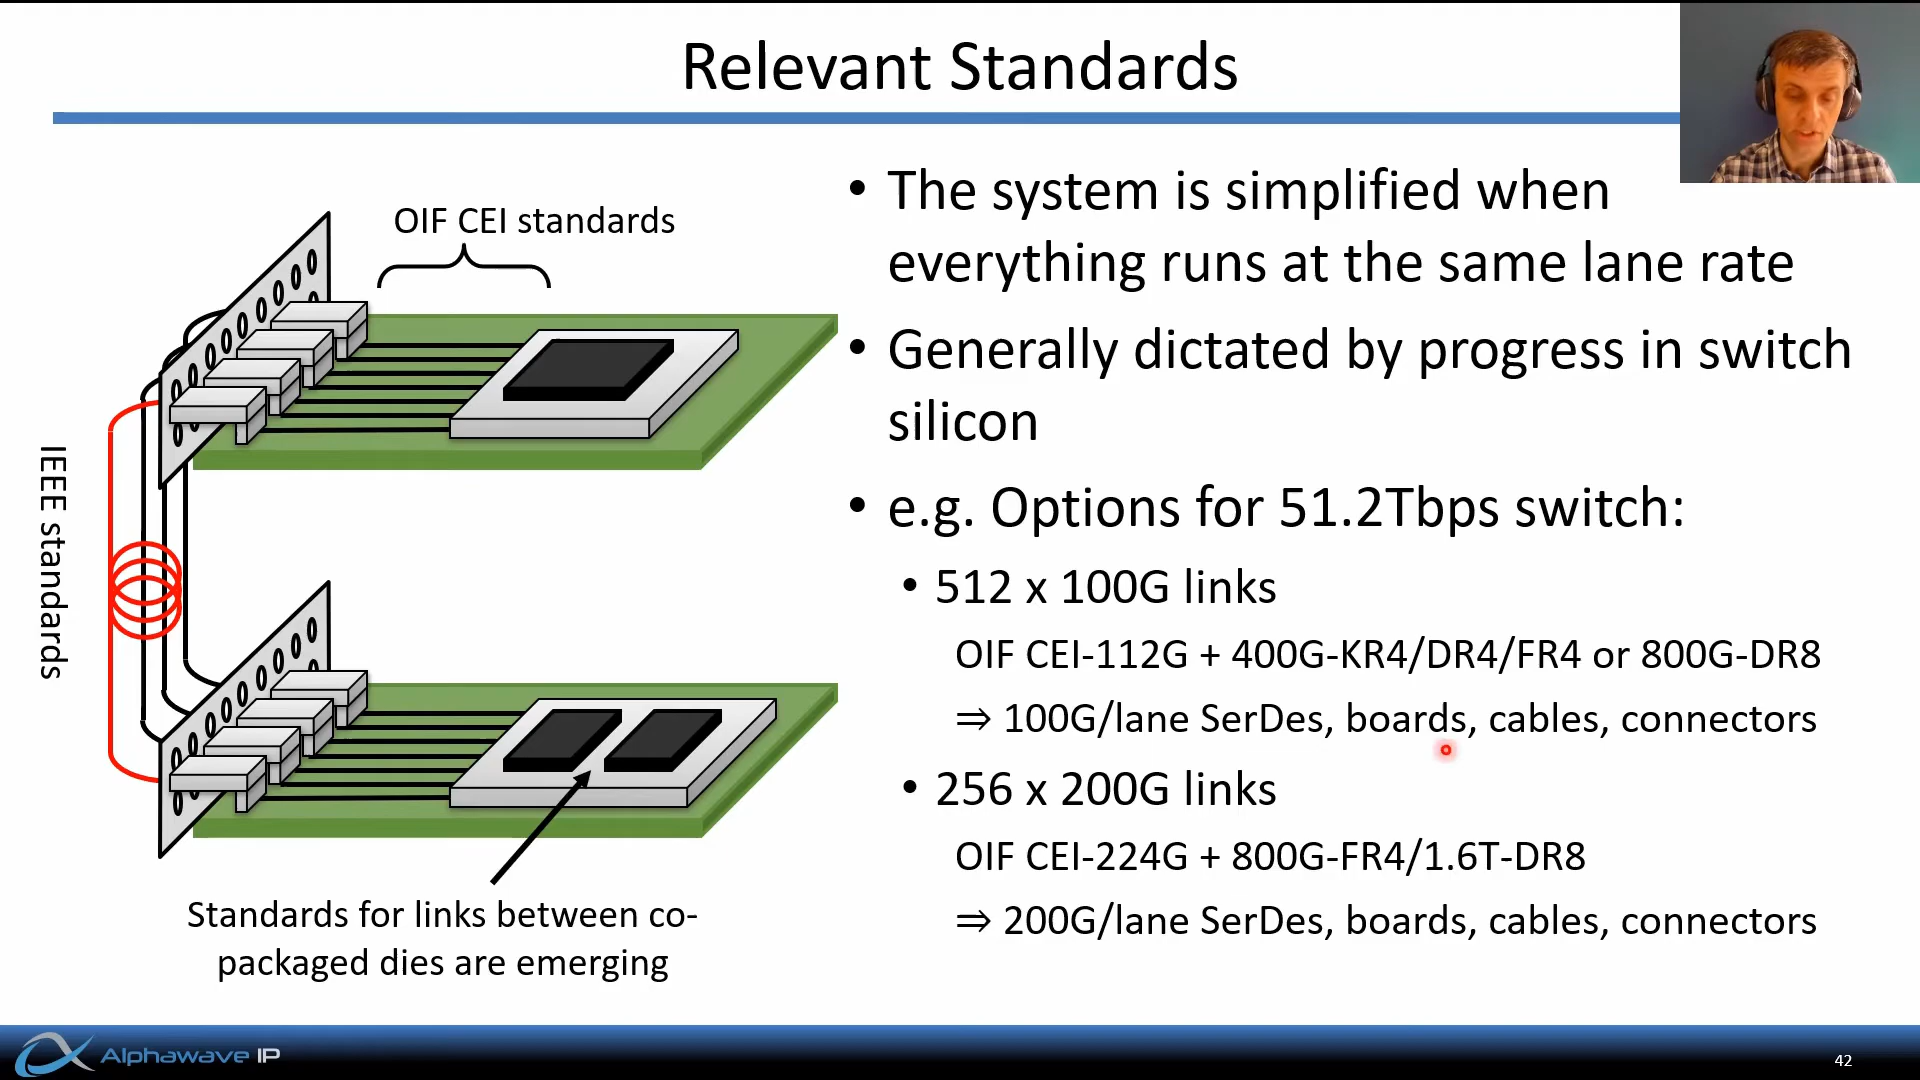 Relevant Standards
OIF CEI standards
IEEE standards
Standards for links between co-
packaged dies are emerging
• The system is simplified when
everything runs at the same lane rate
• Generally dictated by progress in switch
silicon
• e.g. Options for 51.2Tbps switch:
• 512 x 100G links
OIF CEI-112G + 400G-KR4/DR4/FR4 or 800G-DR8
⇒ 100G/lane SerDes, boards, cables, connectors
• 256 x 200G links
OIF CEI-224G + 800G-FR4/1.6T-DR8
⇒ 200G/lane SerDes, boards, cables, connectors
Alphawave IP
42